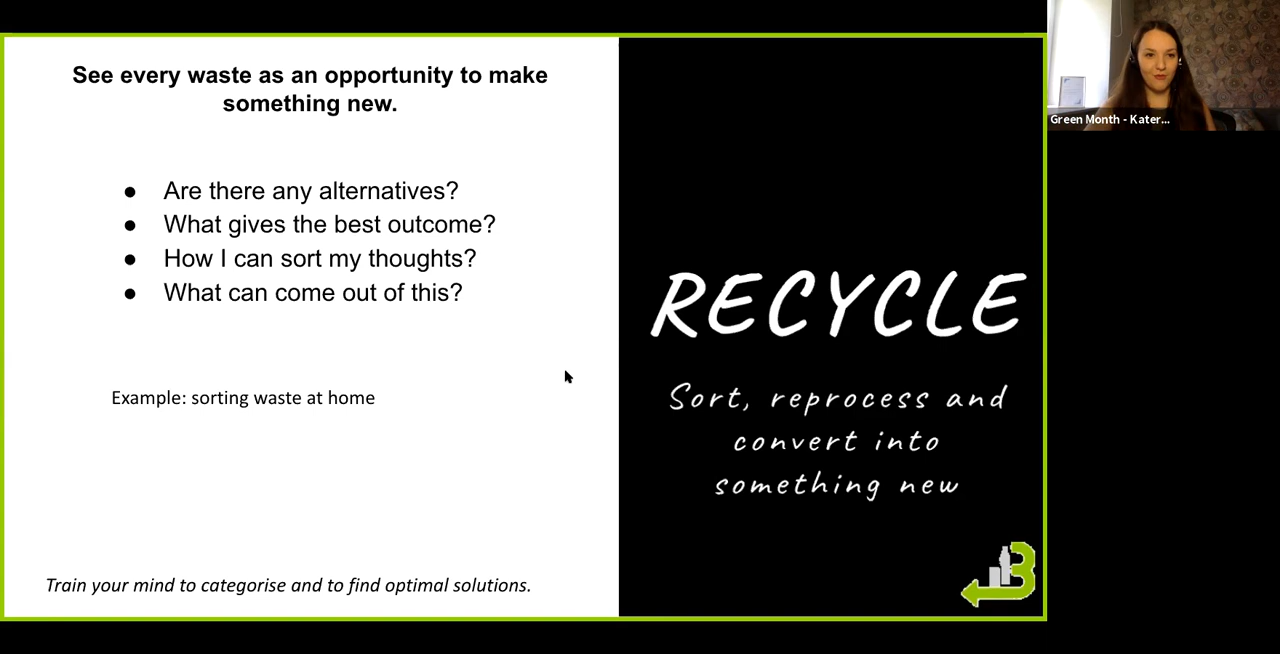 See every waste as an opportunity to make
something new.
● Are there any alternatives?
● What gives the best outcome?
● How I can sort my thoughts?
● What can come out of this?
Example: sorting waste at home
Train your mind to categorise and to find optimal solutions.
RECYCLE
Sort, reprocess and
convert into
something new
3
Green Month - Kater...